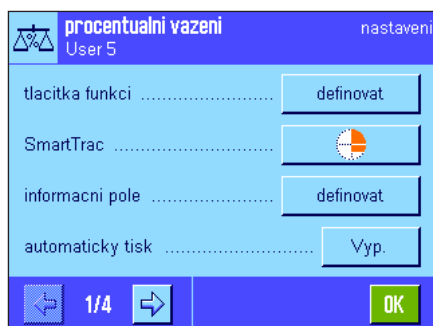 procentualni vazeni nastaveni
User 5
tlacitka funkci ........................ definovat
SmartTrac .............................
informacni pole ...................... definovat
automaticky tisk ........................... Vyp.
1/4 OK